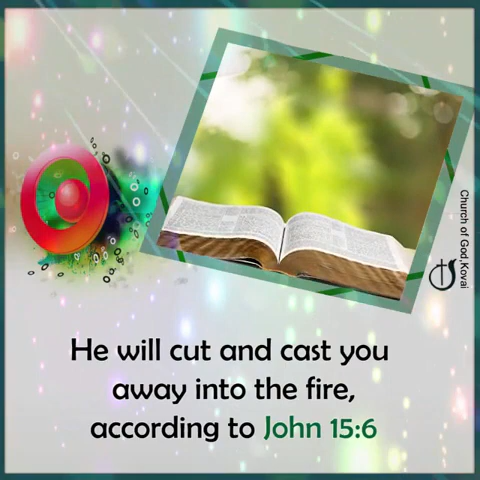 Church of God,Kovai
He will cut and cast you
away into the fire,
according to John 15:6